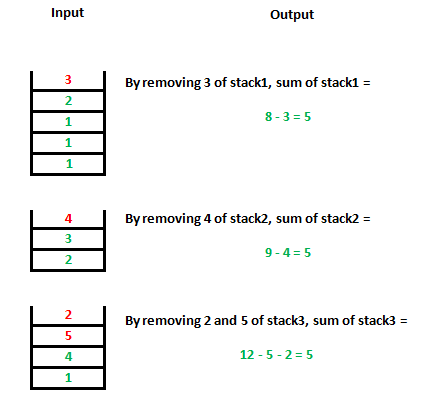 Input Output
3
By removing 3 of stack1, sum of stack1 =
2
8 - 3 = 5
1
1
1
4
By removing 4 of stack2, sum of stack2 =
3
9 - 4 = 5
2
2
By removing 2 and 5 of stack3, sum of stack3 =
5
4
12 - 5 - 2 = 5
1